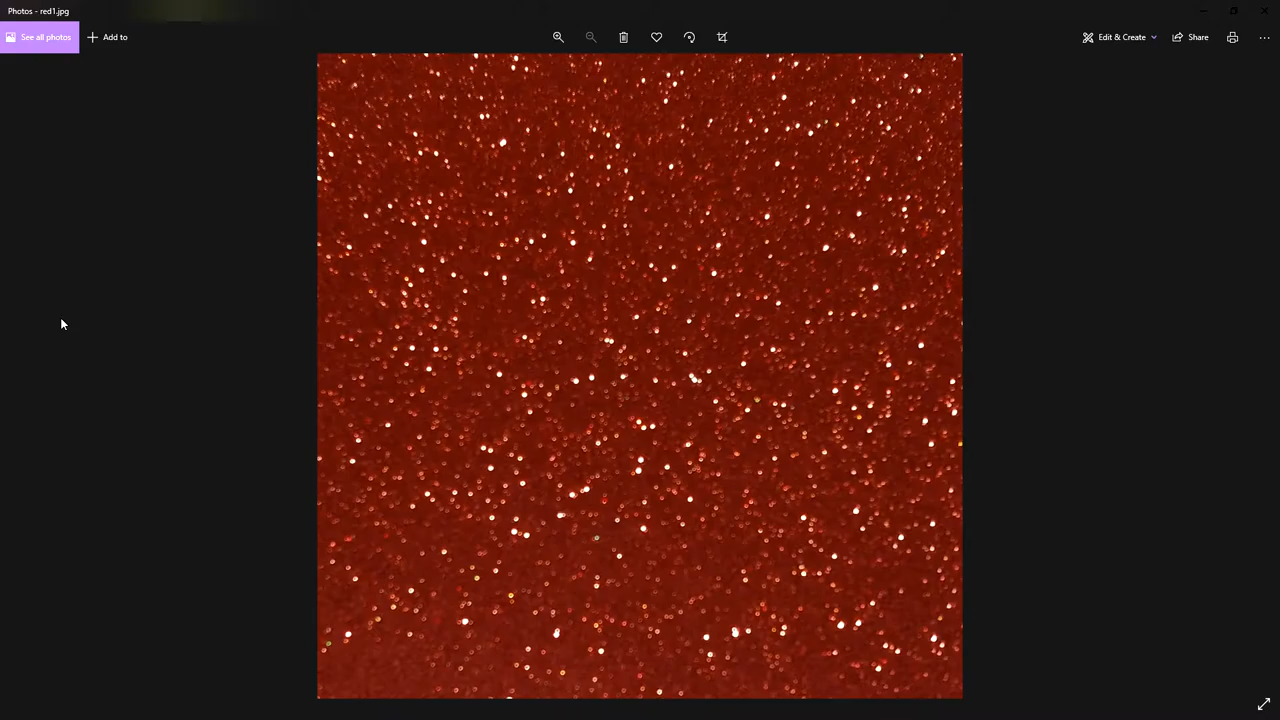 Photos - red1.jpg
See all photos
Add to
Edit & Create
Share